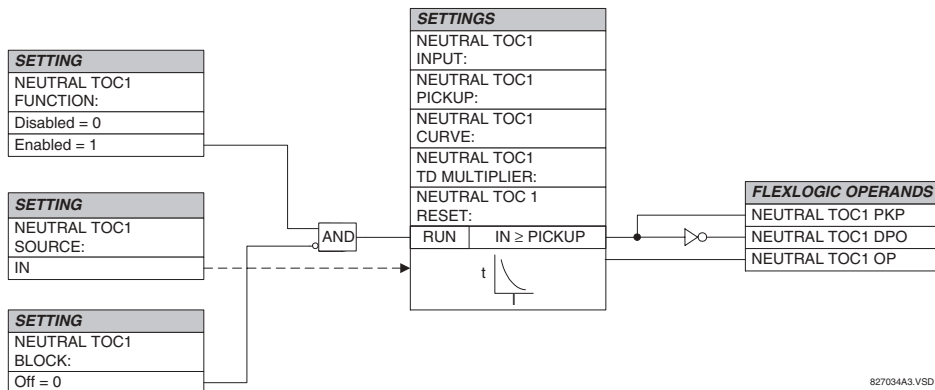 SETTING
NEUTRAL TOC1
FUNCTION:
Disabled = 0
Enabled = 1
SETTING
NEUTRAL TOC1
SOURCE:
IN
SETTING
NEUTRAL TOC1
BLOCK:
Off = 0
AND
SETTINGS
NEUTRAL TOC1
INPUT:
NEUTRAL TOC1
PICKUP:
NEUTRAL TOC1
CURVE:
NEUTRAL TOC1
TD MULTIPLIER:
NEUTRAL TOC 1
RESET:
RUN IN ≥ PICKUP
t
I
FLEXLOGIC OPERANDS
NEUTRAL TOC1 PKP
NEUTRAL TOC1 DPO
NEUTRAL TOC1 OP
827034A3.VSD